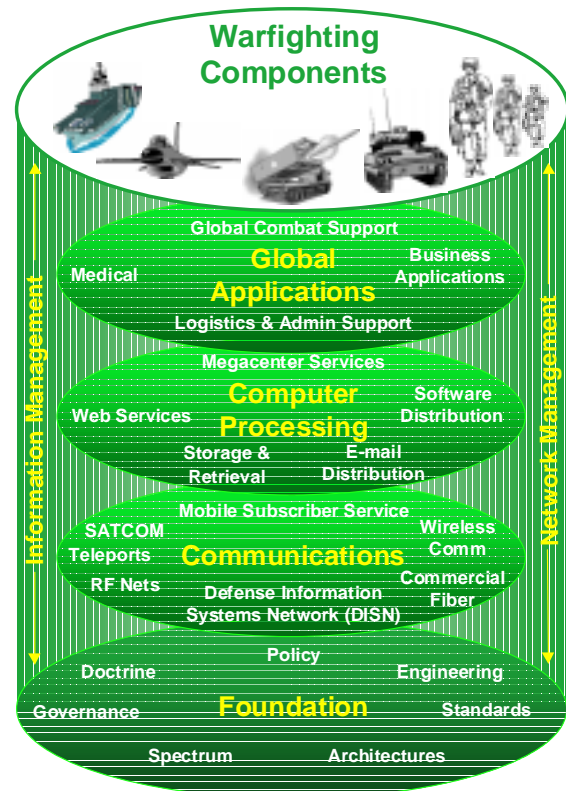 Warfighting
Components
Global Combat Support
Global
Applications
Medical
Business
Applications
Logistics & Admin Support
Megacenter Services
Computer
Processing
Web Services
Software
Distribution
Storage &
Retrieval
E-mail
Distribution
Mobile Subscriber Service
SATCOM
Teleports
Communications
Wireless
Comm
RF Nets
Defense Information
Systems Network (DISN)
Commercial
Fiber
Policy
Doctrine
Engineering
Governance
Foundation
Standards
Spectrum
Architectures
Information Management
Network Management